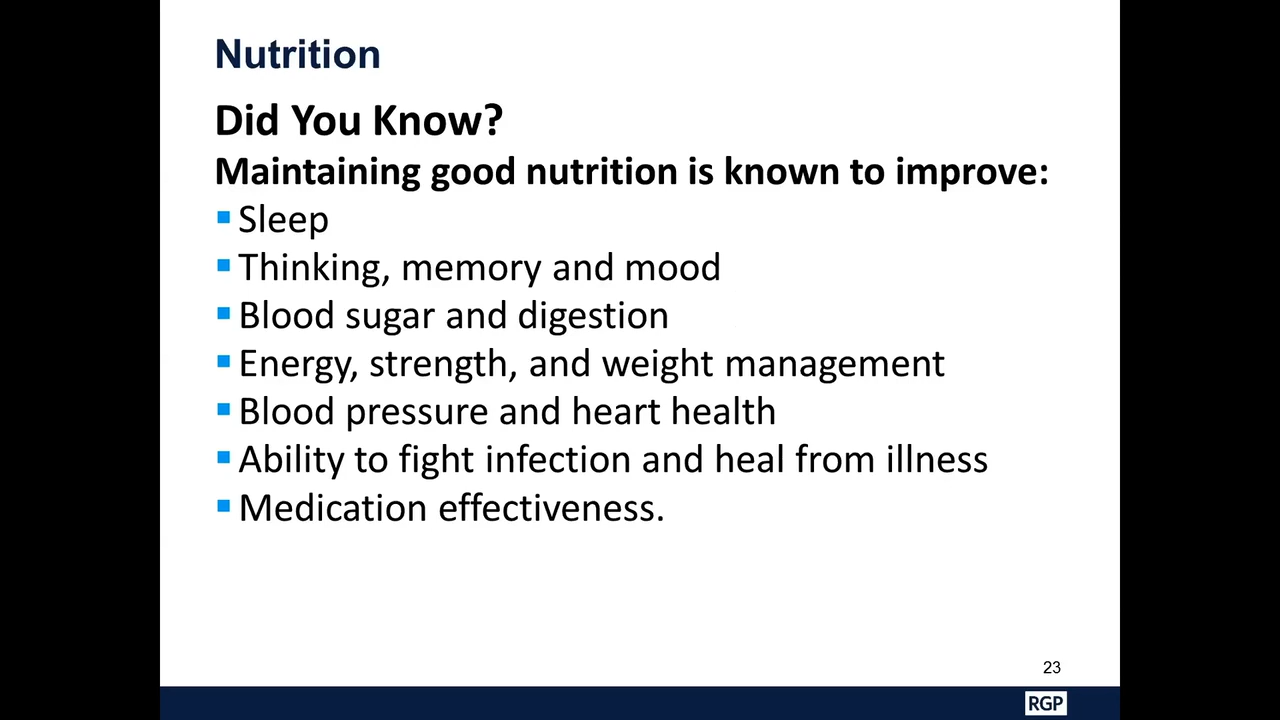 Nutrition
Did You Know?
Maintaining good nutrition is known to improve:
▪ Sleep
▪ Thinking, memory and mood
▪ Blood sugar and digestion
▪ Energy, strength, and weight management
▪ Blood pressure and heart health
▪ Ability to fight infection and heal from illness
▪ Medication effectiveness.
23
RGP